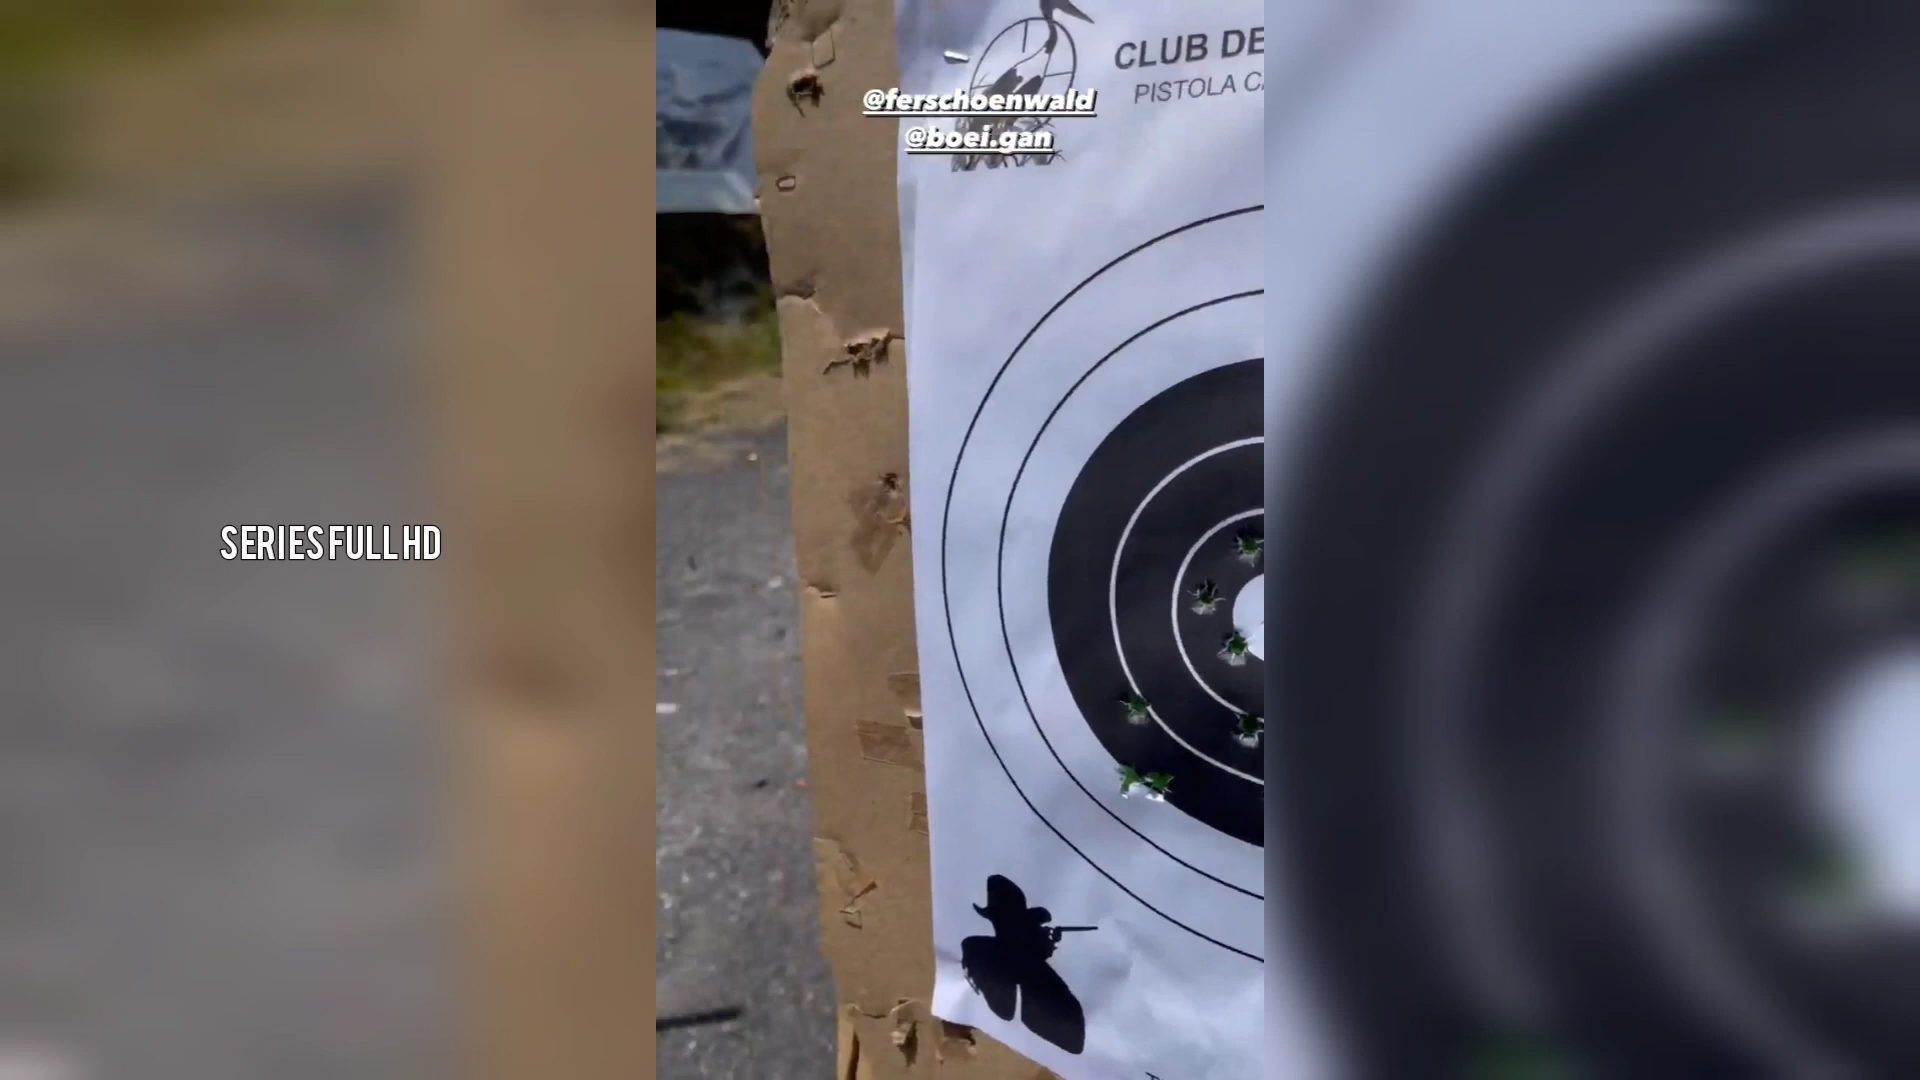 CLUB DE
PISTOLA
@ferschoenwald
@boei.gan
SERIES FULL HD